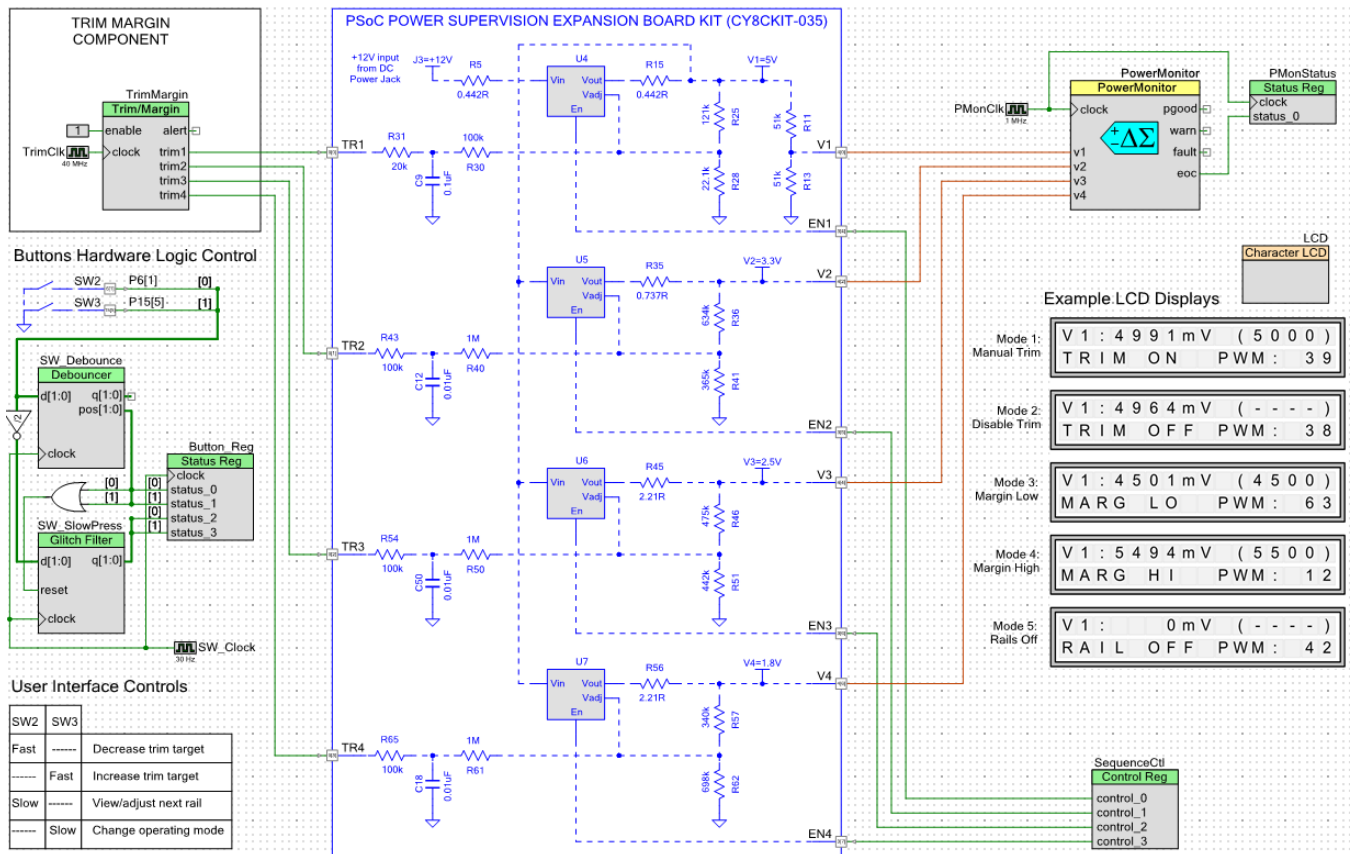 TRIM MARGIN
COMPONENT
TrimMargin
Trim/Margin
1
enable
alert
TrimClk
40 MHz
clock
trim1
trim2
trim3
trim4
Buttons Hardware Logic Control
SW2
P6[1]
[0]
SW3
P15[5]
[1]
SW_Debounce
Debouncer
d[1:0]
q[1:0]
pos[1:0]
/2
clock
Button_Reg
Status Reg
clock
[0]
[0]
status_0
[1]
[1]
status_1
[0]
status_2
[1]
status_3
SW_SlowPress
Glitch Filter
d[1:0]
q[1:0]
reset
clock
SW_Clock
30 Hz
User Interface Controls
SW2 SW3
Fast ------ Decrease trim target
------ Fast Increase trim target
Slow ------ View/adjust next rail
------ Slow Change operating mode
PSoC POWER SUPERVISION EXPANSION BOARD KIT (CY8CKIT-035)
+12V input
from DC
Power Jack
J3=+12V
R5
0.442R
U4
Vin
Vout
Vadj
En
R15
0.442R
V1=5V
121k
R25
51k
R11
TR1
R31
20k
C9
0.1uF
100k
R30
22.1k
R28
51k
R13
V1
EN1
U5
Vin
Vout
Vadj
En
R35
0.737R
V2=3.3V
V2
634k
R36
TR2
R43
100k
C12
0.01uF
1M
R40
365k
R41
EN2
U6
Vin
Vout
Vadj
En
R45
2.21R
V3=2.5V
V3
475k
R46
TR3
R54
100k
C50
0.01uF
1M
R50
442k
R51
EN3
U7
Vin
Vout
Vadj
En
R56
2.21R
V4=1.8V
V4
340k
R57
TR4
R65
100k
C18
0.01uF
1M
R61
698k
R62
EN4
PowerMonitor
PowerMonitor
PMonClk
1 MHz
clock
pgood
warn
fault
eoc
+
-ΔΣ
v1
v2
v3
v4
PMonStatus
Status Reg
clock
status_0
LCD
Character LCD
Example LCD Displays
Mode 1:
Manual Trim
V1:4991mV (5000)
TRIM ON PWM: 39
Mode 2:
Disable Trim
V1:4964mV (----)
TRIM OFF PWM: 38
Mode 3:
Margin Low
V1:4501mV (4500)
MARG LO PWM: 63
Mode 4:
Margin High
V1:5494mV (5500)
MARG HI PWM: 12
Mode 5:
Rails Off
V1: 0mV (----)
RAIL OFF PWM: 42
SequenceCtl
Control Reg
control_0
control_1
control_2
control_3